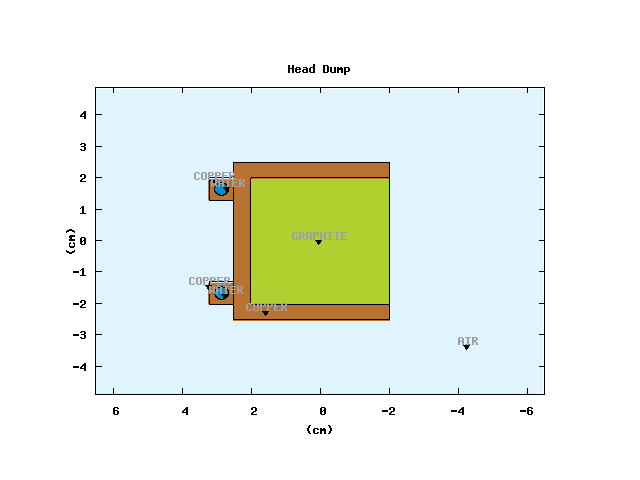 Head Dump
4
3
2
1
0
-1
-2
-3
-4
(cm)
COPPER
WATER
GRAPHITE
COPPER
WATER
COPPER
AIR
6
4
2
0
-2
-4
-6
(cm)